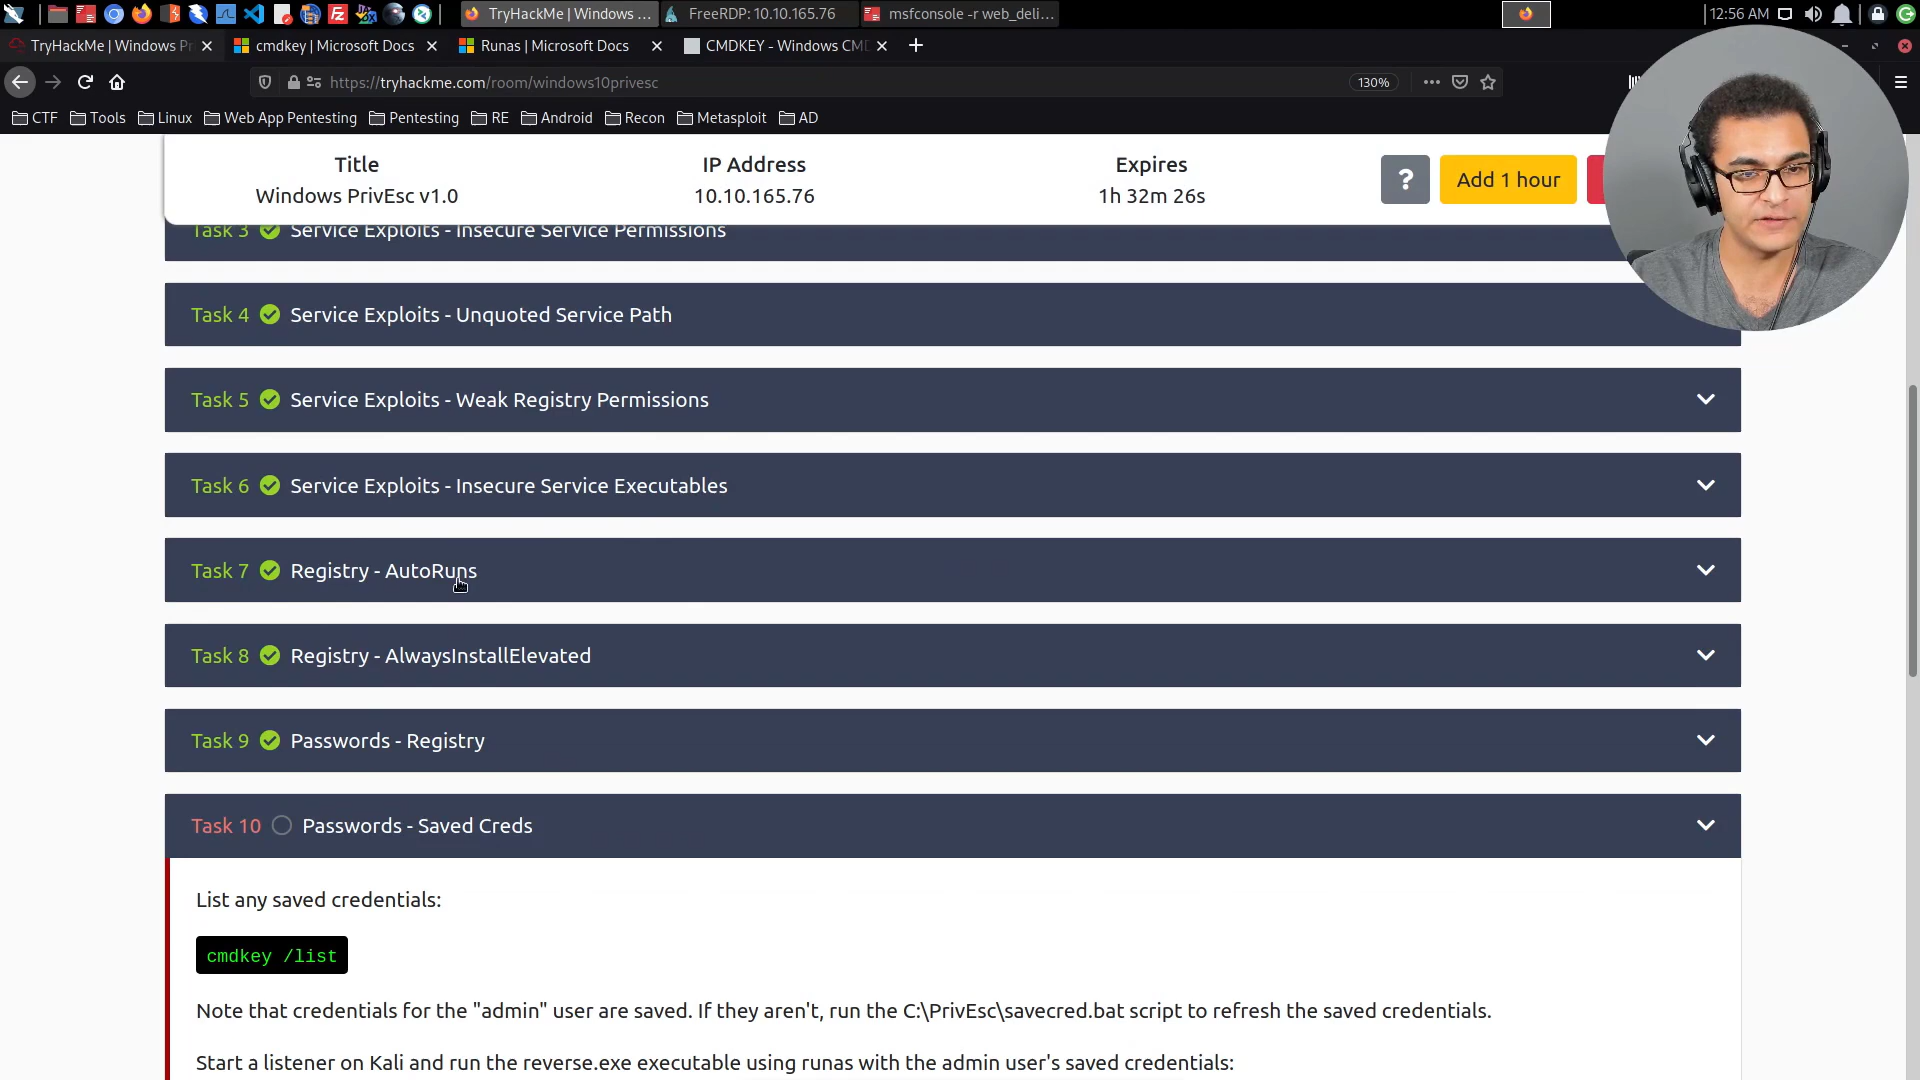 TryHackMe | Windows ...
FreeRDP: 10.10.165.76
msfconsole -r web_deli...
12:56 AM
TryHackMe | Windows Pr
cmdkey | Microsoft Docs
Runas | Microsoft Docs
CMDKEY - Windows CMD
https://tryhackme.com/room/windows10privesc
130%
CTF
Tools
Linux
Web App Pentesting
Pentesting
RE
Android
Recon
Metasploit
AD
Title
IP Address
Expires
Windows PrivEsc v1.0
10.10.165.76
1h 32m 26s
?
Add 1 hour
Task 3 Service Exploits - Insecure Service Permissions
Task 4 Service Exploits - Unquoted Service Path
Task 5 Service Exploits - Weak Registry Permissions
Task 6 Service Exploits - Insecure Service Executables
Task 7 Registry - AutoRuns
Task 8 Registry - AlwaysInstallElevated
Task 9 Passwords - Registry
Task 10 Passwords - Saved Creds
List any saved credentials:
cmdkey /list
Note that credentials for the "admin" user are saved. If they aren't, run the C:\PrivEsc\savecred.bat script to refresh the saved credentials.
Start a listener on Kali and run the reverse.exe executable using runas with the admin user's saved credentials: